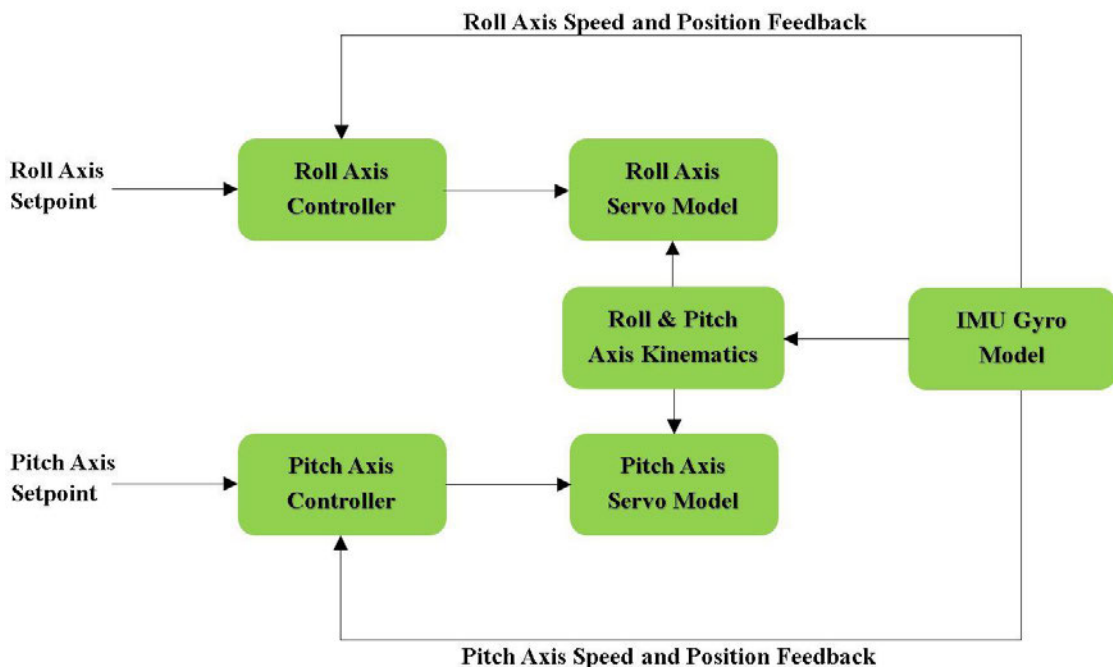 Roll Axis Speed and Position Feedback
Roll Axis
Setpoint
Roll Axis
Controller
Roll Axis
Servo Model
Roll & Pitch
Axis Kinematics
IMU Gyro
Model
Pitch Axis
Setpoint
Pitch Axis
Controller
Pitch Axis
Servo Model
Pitch Axis Speed and Position Feedback